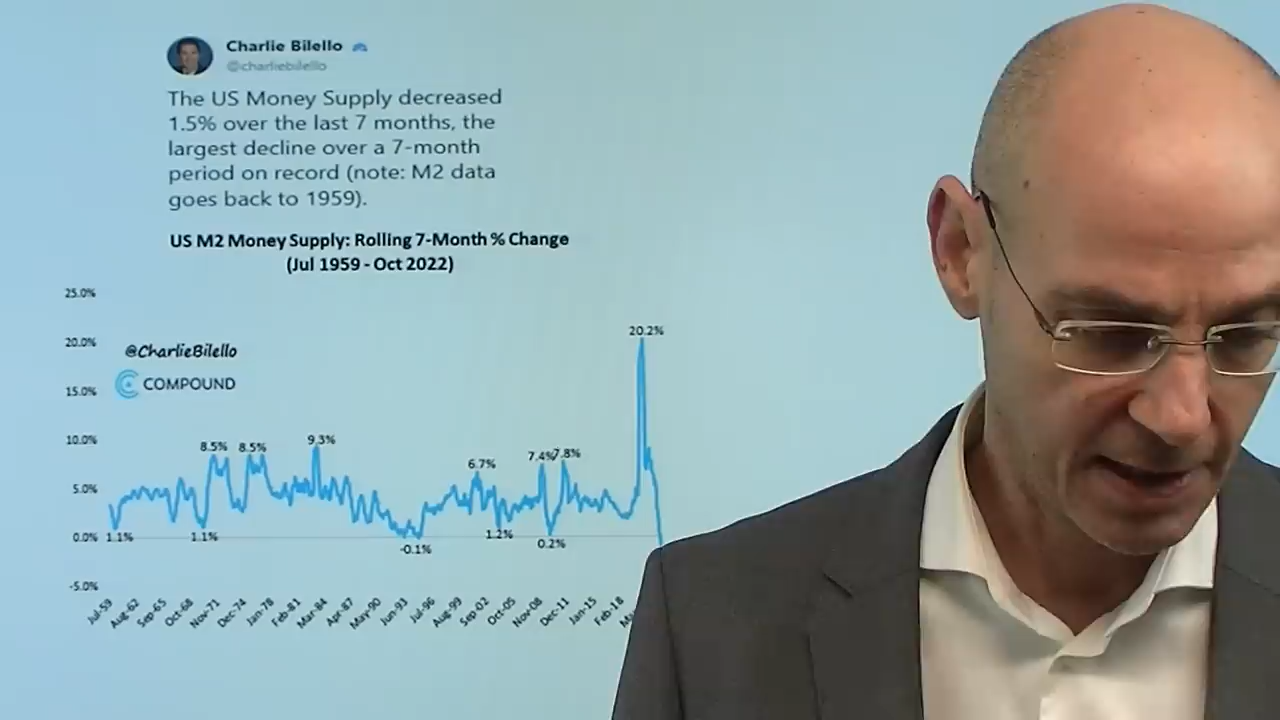 Charlie Bilello
@charliebilello
The US Money Supply decreased
1.5% over the last 7 months, the
largest decline over a 7-month
period on record (note: M2 data
goes back to 1959).
US M2 Money Supply: Rolling 7-Month % Change
(Jul 1959 - Oct 2022)
25.0%
20.2%
20.0%
@CharlieBilello
COMPOUND
15.0%
10.0%
8.5% 8.5% 9.3%
6.7% 7.4% 7.8%
5.0%
0.0% 1.1% 1.1% -0.1% 1.2% 0.2%
-5.0%
Jul-59 Aug-62 Sep-65 Oct-68 Nov-71 Dec-74 Jan-78 Feb-81 Mar-84 Apr-87 May-90 Jun-93 Jul-96 Aug-99 Sep-02 Oct-05 Nov-08 Dec-11 Jan-15 Feb-18